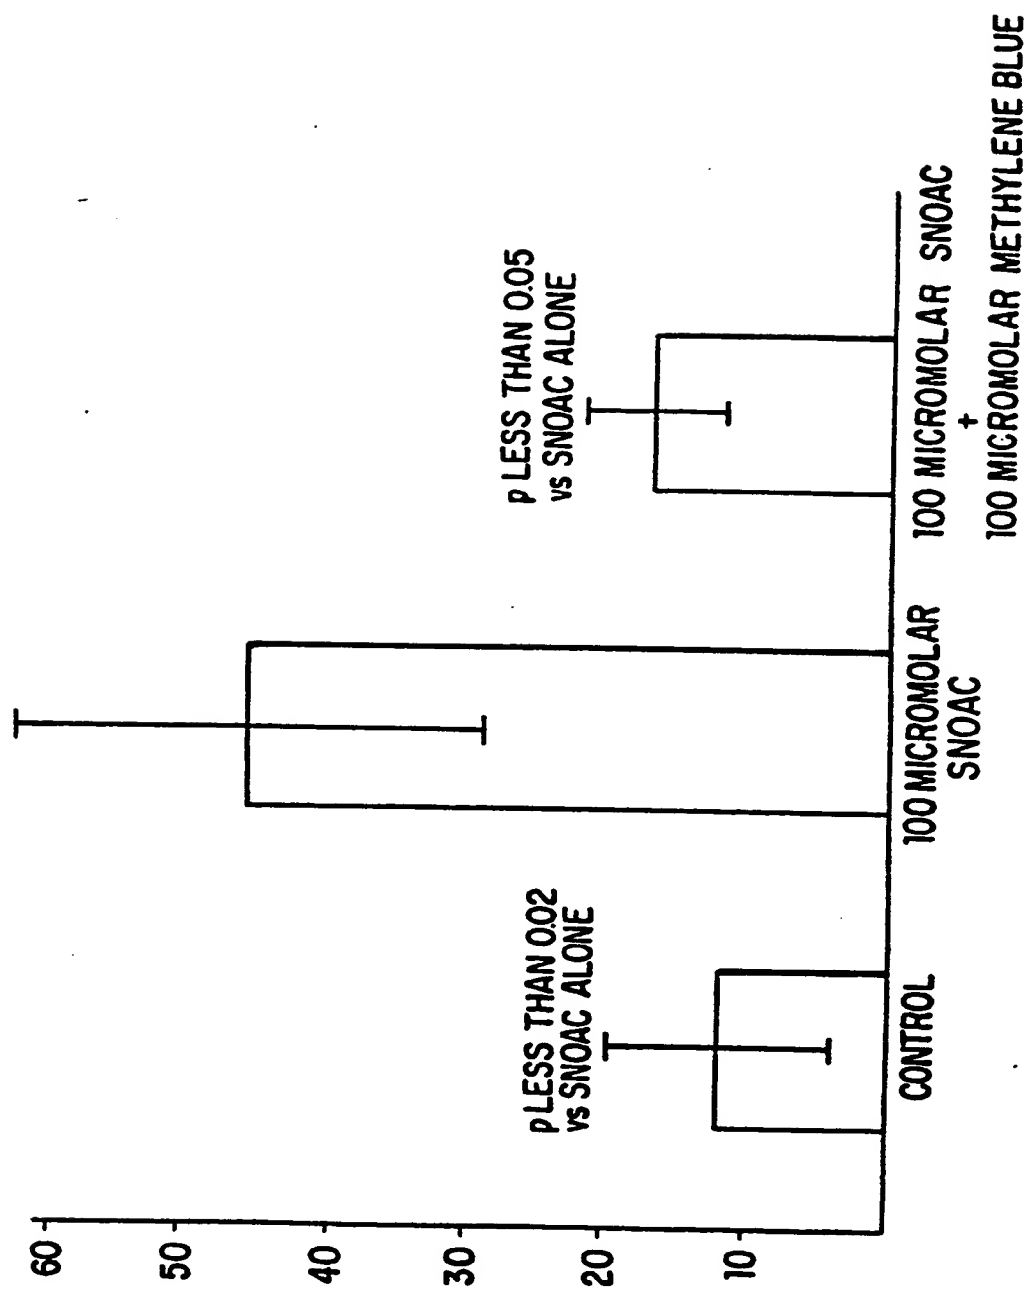 60
50
40
30
20
10
p LESS THAN 0.02
vs SNOAC ALONE
p LESS THAN 0.05
vs SNOAC ALONE
CONTROL
100 MICROMOLAR
SNOAC
100 MICROMOLAR SNOAC
+
100 MICROMOLAR METHYLENE BLUE